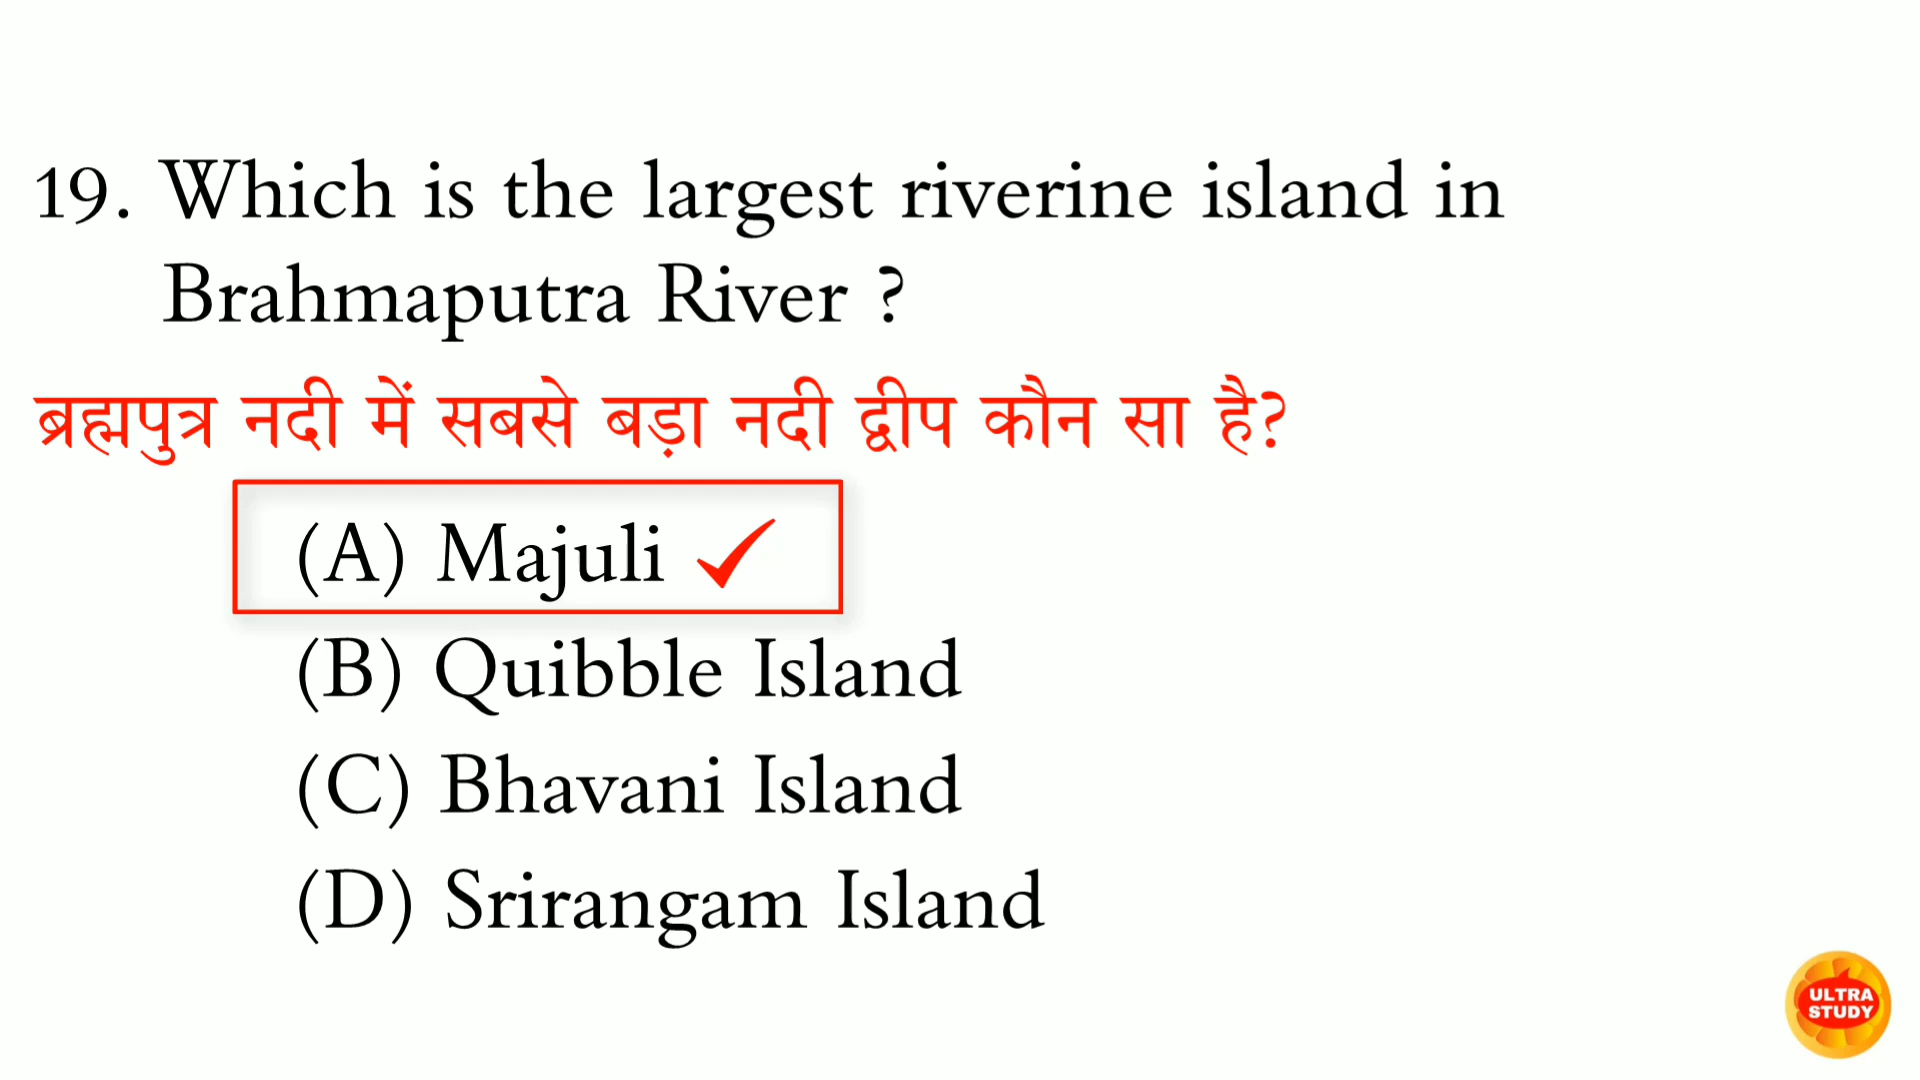 19. Which is the largest riverine island in
Brahmaputra River ?
ब्रह्मपुत्र नदी में सबसे बड़ा नदी द्वीप कौन सा है?
(A) Majuli
(B) Quibble Island
(C) Bhavani Island
(D) Srirangam Island
ULTRA
STUDY